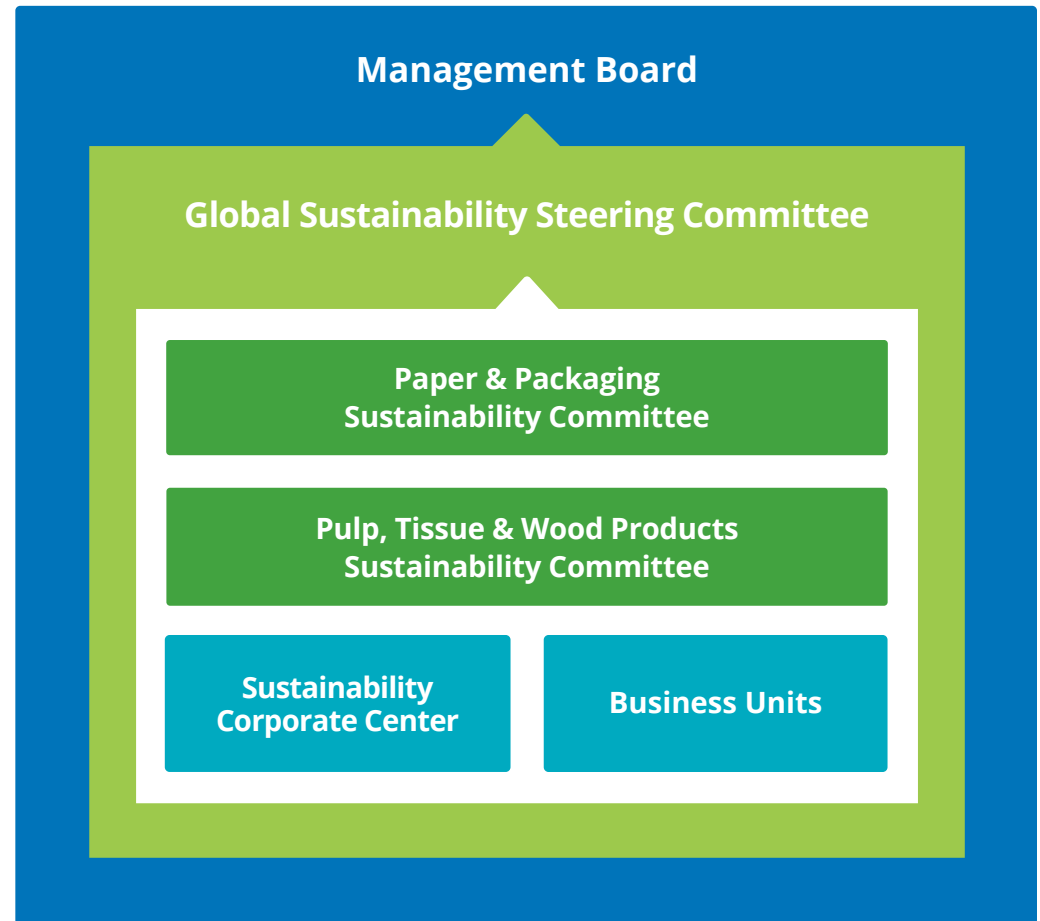 Management Board
Global Sustainability Steering Committee
Paper & Packaging
Sustainability Committee
Pulp, Tissue & Wood Products
Sustainability Committee
Sustainability
Corporate Center
Business Units